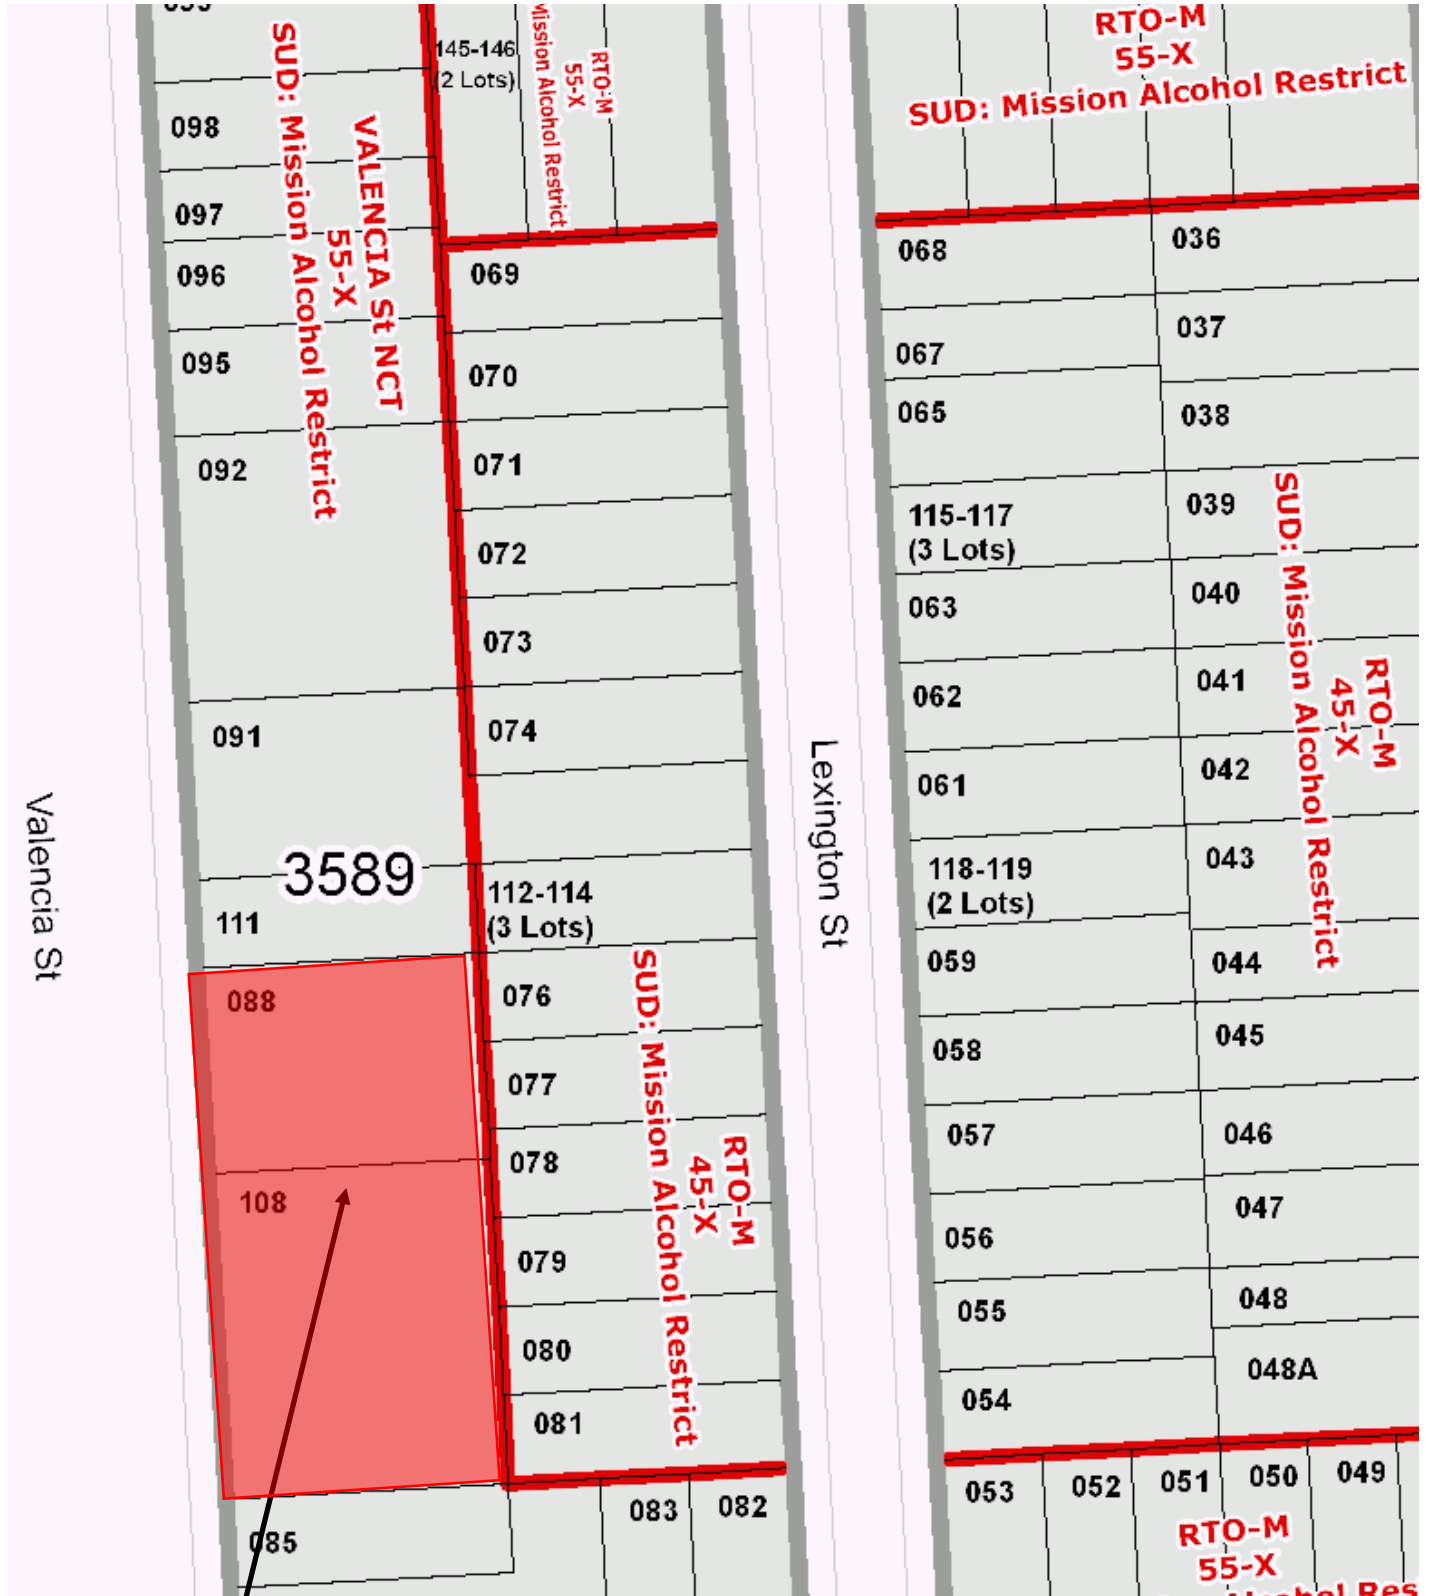 098
097
096
095
092
091
111
088
108
085
SUD: Mission Alcohol Restrict
VALENCIA St NCT
55-X
3589
Valencia St
145-146
(2 Lots)
RTO-M
55-X
Mission Alcohol Restrict
069
070
071
072
073
074
112-114
(3 Lots)
076
077
078
079
080
081
083
082
RTO-M
45-X
SUD: Mission Alcohol Restrict
Lexington St
RTO-M
55-X
SUD: Mission Alcohol Restrict
068
067
065
115-117
(3 Lots)
063
062
061
118-119
(2 Lots)
059
058
057
056
055
054
036
037
038
039
040
041
042
043
044
045
046
047
048
048A
RTO-M
45-X
SUD: Mission Alcohol Restrict
053
052
051
050
049
RTO-M
55-X